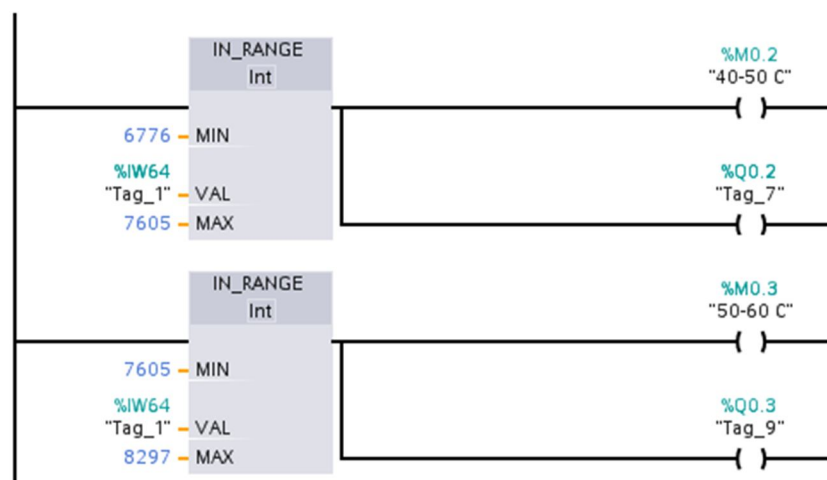 IN_RANGE
Int
%M0.2
"40-50 C"
6776 MIN
%IW64
"Tag_1" VAL
7605 MAX
%Q0.2
"Tag_7"
IN_RANGE
Int
%M0.3
"50-60 C"
7605 MIN
%IW64
"Tag_1" VAL
8297 MAX
%Q0.3
"Tag_9"